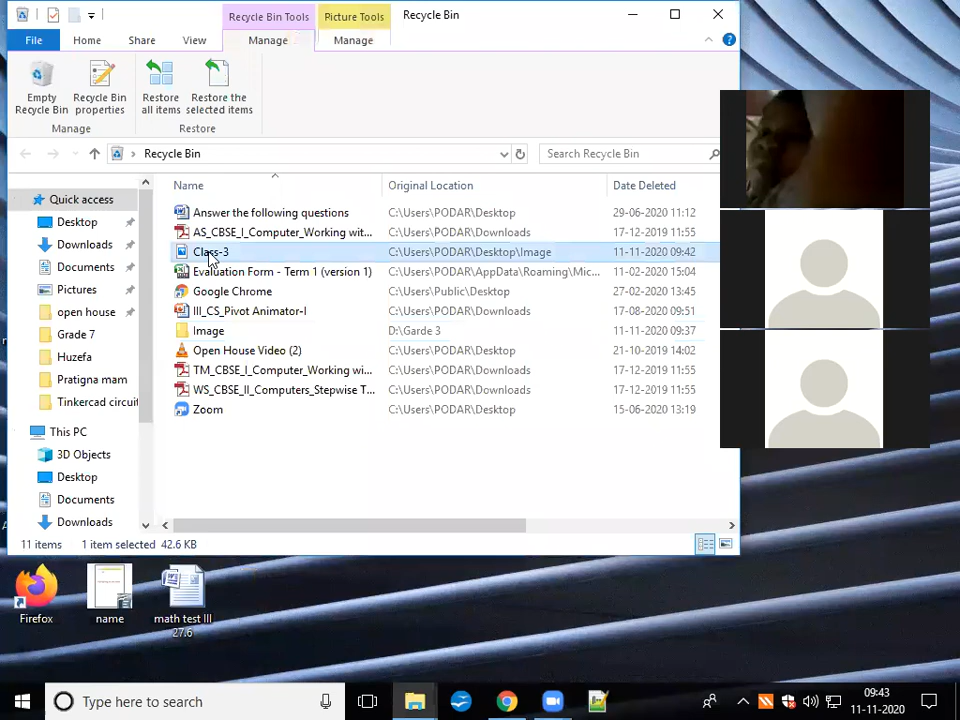 Recycle Bin Tools Picture Tools Recycle Bin
File Home Share View Manage Manage
Empty Recycle Bin
Recycle Bin properties
Restore all items
Restore the selected items
Manage Restore
Recycle Bin
Search Recycle Bin
Name Original Location Date Deleted
Answer the following questions C:\Users\PODAR\Desktop 29-06-2020 11:12
AS_CBSE_I_Computer_Working wit... C:\Users\PODAR\Downloads 17-12-2019 11:55
Class-3 C:\Users\PODAR\Desktop\Image 11-11-2020 09:42
Evaluation Form - Term 1 (version 1) C:\Users\PODAR\AppData\Roaming\Mic... 11-02-2020 15:04
Google Chrome C:\Users\Public\Desktop 27-02-2020 13:45
III_CS_Pivot Animator-I C:\Users\PODAR\Downloads 17-08-2020 09:51
Image D:\Garde 3 11-11-2020 09:37
Open House Video (2) C:\Users\PODAR\Desktop 21-10-2019 14:02
TM_CBSE_I_Computer_Working wi... C:\Users\PODAR\Downloads 17-12-2019 11:55
WS_CBSE_II_Computers_Stepwise T... C:\Users\PODAR\Downloads 17-12-2019 11:55
Zoom C:\Users\PODAR\Desktop 15-06-2020 13:19
Quick access
Desktop
Downloads
Documents
Pictures
open house
Grade 7
Huzefa
Pratigna mam
Tinkercad circuit
This PC
3D Objects
Desktop
Documents
Downloads
11 items 1 item selected 42.6 KB
Firefox
name
math test III
27.6
Type here to search
09:43
11-11-2020